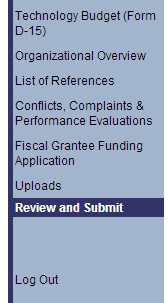 Technology Budget (Form
D-15)
Organizational Overview
List of References
Conflicts, Complaints &
Performance Evaluations
Fiscal Grantee Funding
Application
Uploads
Review and Submit
Log Out